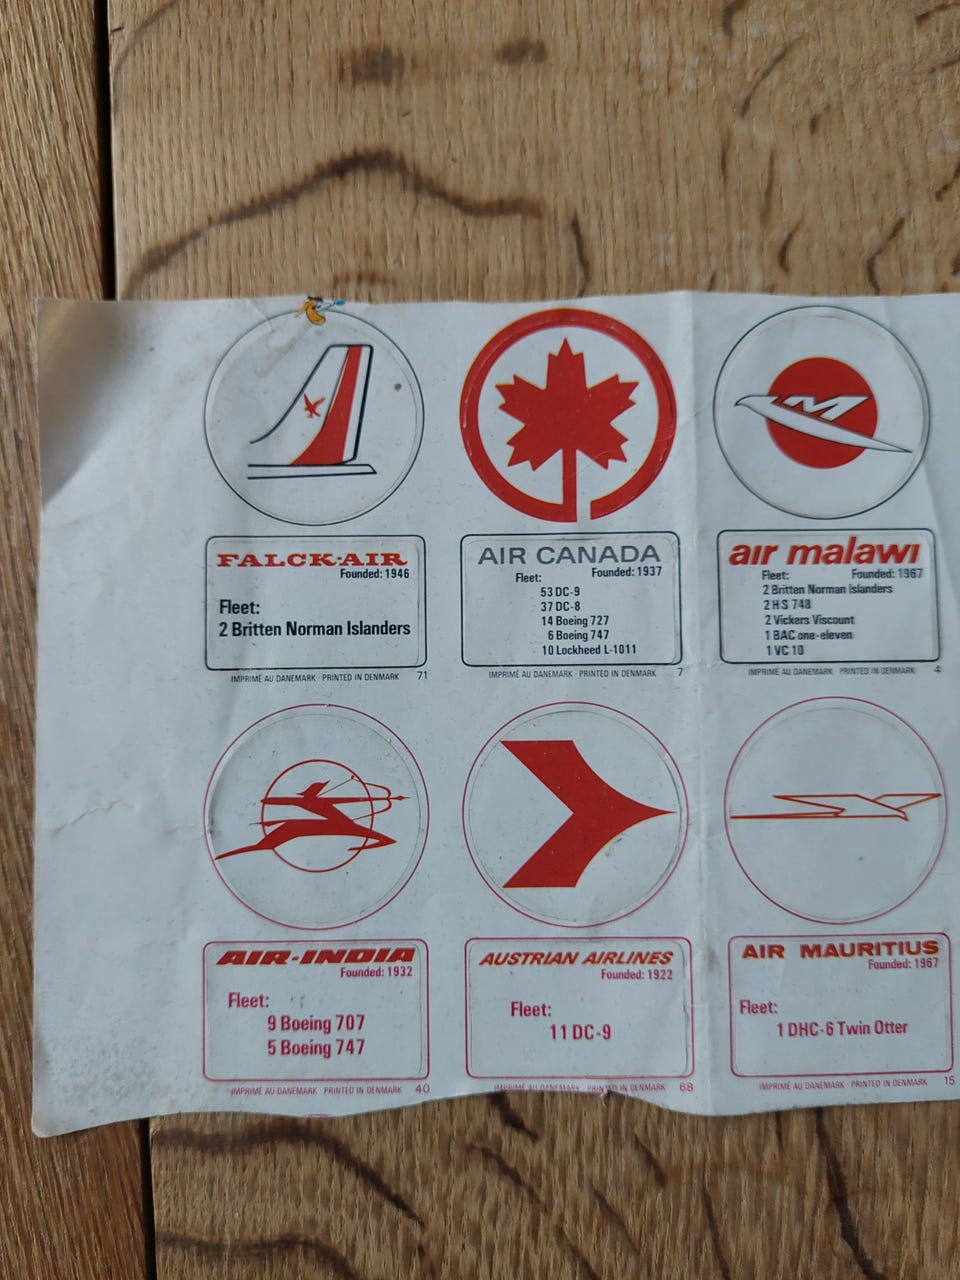 FALCK-AIR
Founded: 1946
Fleet:
2 Britten Norman Islanders
IMPRIMÉ AU DANEMARK · PRINTED IN DENMARK 71
AIR CANADA
Fleet: Founded: 1937
53 DC-9
37 DC-8
14 Boeing 727
6 Boeing 747
10 Lockheed L-1011
IMPRIMÉ AU DANEMARK · PRINTED IN DENMARK 7
air malawi
Fleet: Founded: 1967
2 Britten Norman Islanders
2 H S 748
2 Vickers Viscount
1 BAC one-eleven
1 VC 10
IMPRIMÉ AU DANEMARK · PRINTED IN DENMARK 4
AIR-INDIA
Founded: 1932
Fleet:
9 Boeing 707
5 Boeing 747
IMPRIMÉ AU DANEMARK · PRINTED IN DENMARK 40
AUSTRIAN AIRLINES
Founded: 1922
Fleet:
11 DC-9
IMPRIMÉ AU DANEMARK · PRINTED IN DENMARK 68
AIR MAURITIUS
Founded: 1967
Fleet:
1 DHC-6 Twin Otter
IMPRIMÉ AU DANEMARK · PRINTED IN DENMARK 15